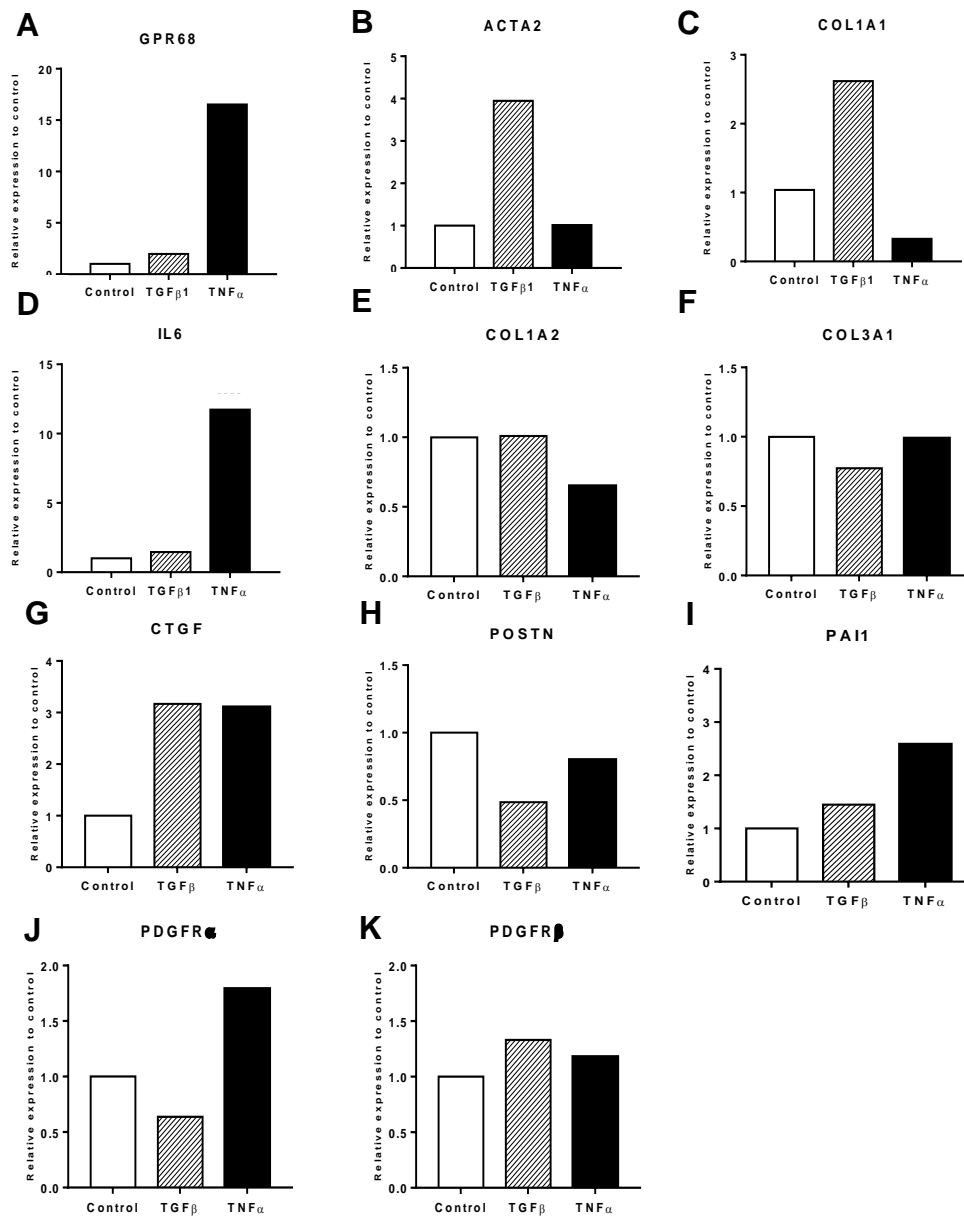 A
GPR68
Relative expression to control
20
15
10
5
0
Control TGFβ1 TNFα
B
ACTA2
Relative expression to control
5
4
3
2
1
0
Control TGFβ1 TNFα
C
COL1A1
Relative expression to control
3
2
1
0
Control TGFβ1 TNFα
D
IL6
Relative expression to control
15
10
5
0
Control TGFβ1 TNFα
E
COL1A2
Relative expression to control
1.5
1.0
0.5
0.0
Control TGFβ TNFα
F
COL3A1
Relative expression to control
1.5
1.0
0.5
0.0
Control TGFβ TNFα
G
CTGF
Relative expression to control
4
3
2
1
0
Control TGFβ TNFα
H
POSTN
Relative expression to control
1.5
1.0
0.5
0.0
Control TGFβ TNFα
I
PAI1
Relative expression to control
4
3
2
1
0
Control TGFβ TNFα
J
PDGFRα
Relative expression to control
2.0
1.5
1.0
0.5
0.0
Control TGFβ TNFα
K
PDGFRβ
Relative expression to control
2.0
1.5
1.0
0.5
0.0
Control TGFβ TNFα